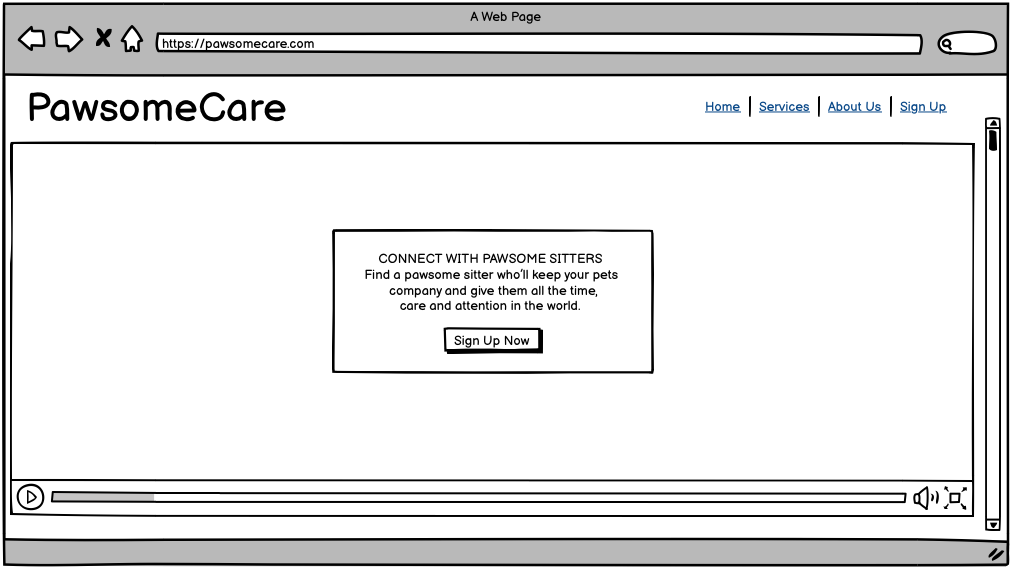 A Web Page
https://pawsomecare.com
PawsomeCare
Home | Services | About Us | Sign Up
CONNECT WITH PAWSOME SITTERS
Find a pawsome sitter who'll keep your pets
company and give them all the time,
care and attention in the world.
Sign Up Now